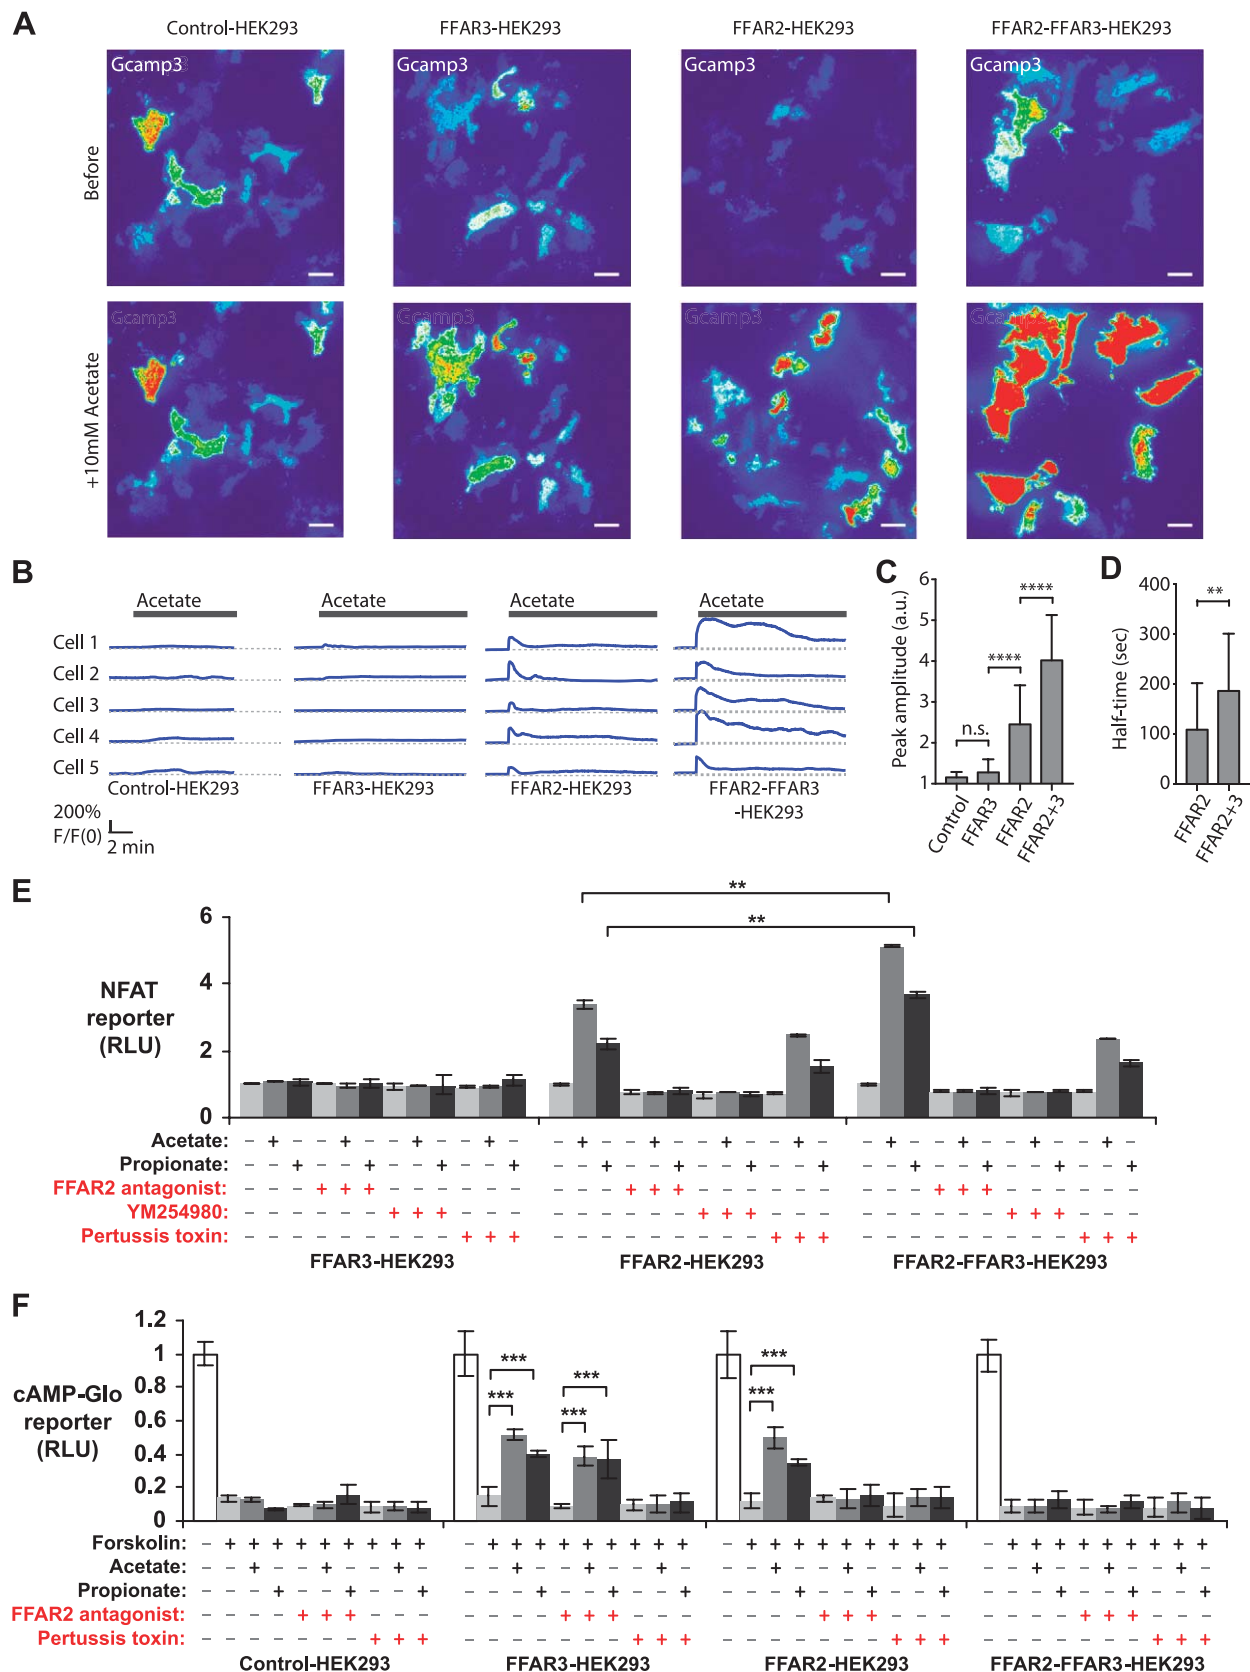 A
Control-HEK293 FFAR3-HEK293 FFAR2-HEK293 FFAR2-FFAR3-HEK293
Before
Gcamp3 Gcamp3 Gcamp3 Gcamp3
+10mM Acetate
Gcamp3 Gcamp3 Gcamp3 Gcamp3
B
Acetate Acetate Acetate Acetate
Cell 1
Cell 2
Cell 3
Cell 4
Cell 5
Control-HEK293 FFAR3-HEK293 FFAR2-HEK293 FFAR2-FFAR3
-HEK293
200%
F/F(0)
2 min
C
Peak amplitude (a.u.)
6
5
4
3
2
1
n.s. **** ****
Control FFAR3 FFAR2 FFAR2+3
D
Half-time (sec)
400
300
200
100
0
**
FFAR2 FFAR2+3
E
NFAT
reporter
(RLU)
6
4
2
0
**
**
Acetate: – + – – + – – + – – + – – + – – + – – + – – + – – + – – + – – + – – + –
Propionate: – – + – – + – – + – – + – – + – – + – – + – – + – – + – – + – – + – – +
FFAR2 antagonist: – – – + + + – – – – – – – – – + + + – – – – – – – – – + + + – – – – – –
YM254980: – – – – – – + + + – – – – – – – – – + + + – – – – – – – – – + + + – – –
Pertussis toxin: – – – – – – – – – + + + – – – – – – – – – + + + – – – – – – – – – + + +
FFAR3-HEK293 FFAR2-HEK293 FFAR2-FFAR3-HEK293
F
cAMP-Glo
reporter
(RLU)
1.2
1
0.8
0.6
0.4
0.2
0
*** *** *** *** *** ***
Forskolin: – + + + + + + + + + – + + + + + + + + + – + + + + + + + + + – + + + + + + + + +
Acetate: – – + – – + – – + – – – + – – + – – + – – – + – – + – – + – – – + – – + – – + –
Propionate: – – – + – – + – – + – – – + – – + – – + – – – + – – + – – + – – – + – – + – – +
FFAR2 antagonist: – – – – + + + – – – – – – – + + + – – – – – – – + + + – – – – – – – + + + – – –
Pertussis toxin: – – – – – – – + + + – – – – – – – + + + – – – – – – – + + + – – – – – – – + + +
Control-HEK293 FFAR3-HEK293 FFAR2-HEK293 FFAR2-FFAR3-HEK293